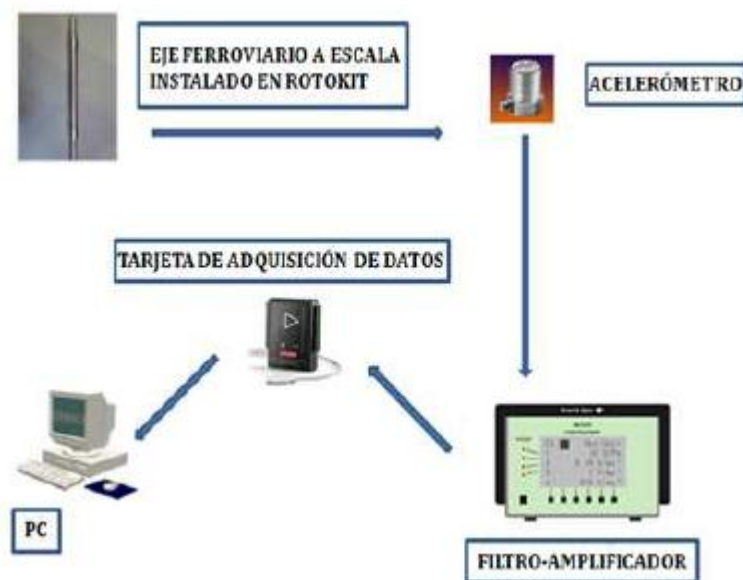 EJE FERROVIARIO A ESCALA
INSTALADO EN ROTOKIT
ACELERÓMETRO
TARJETA DE ADQUISICIÓN DE DATOS
PC
FILTRO-AMPLIFICADOR